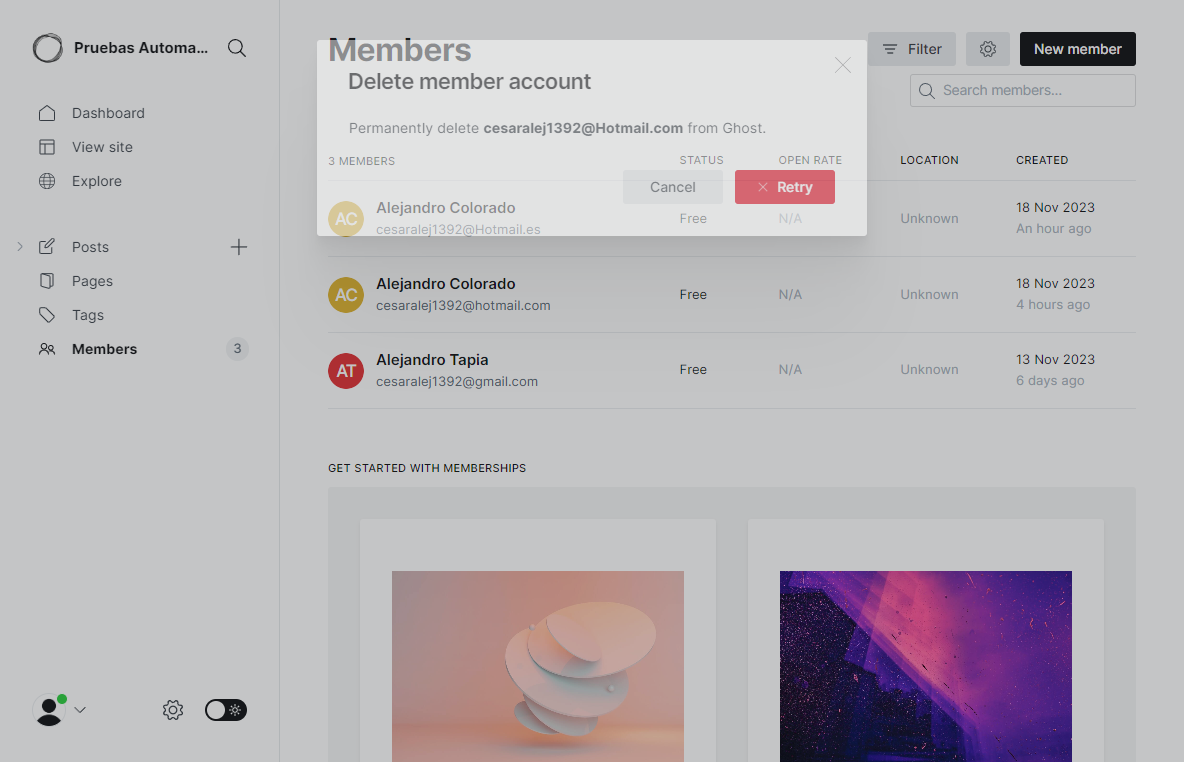 Pruebas Automa...
Dashboard
View site
Explore
Posts
Pages
Tags
Members
3
Members
Filter
New member
Search members...
Delete member account
Permanently delete cesaralej1392@Hotmail.com from Ghost.
Cancel
Retry
3 MEMBERS
STATUS
OPEN RATE
LOCATION
CREATED
AC
Alejandro Colorado
cesaralej1392@Hotmail.es
Free
N/A
Unknown
18 Nov 2023
An hour ago
AC
Alejandro Colorado
cesaralej1392@hotmail.com
Free
N/A
Unknown
18 Nov 2023
4 hours ago
AT
Alejandro Tapia
cesaralej1392@gmail.com
Free
N/A
Unknown
13 Nov 2023
6 days ago
GET STARTED WITH MEMBERSHIPS